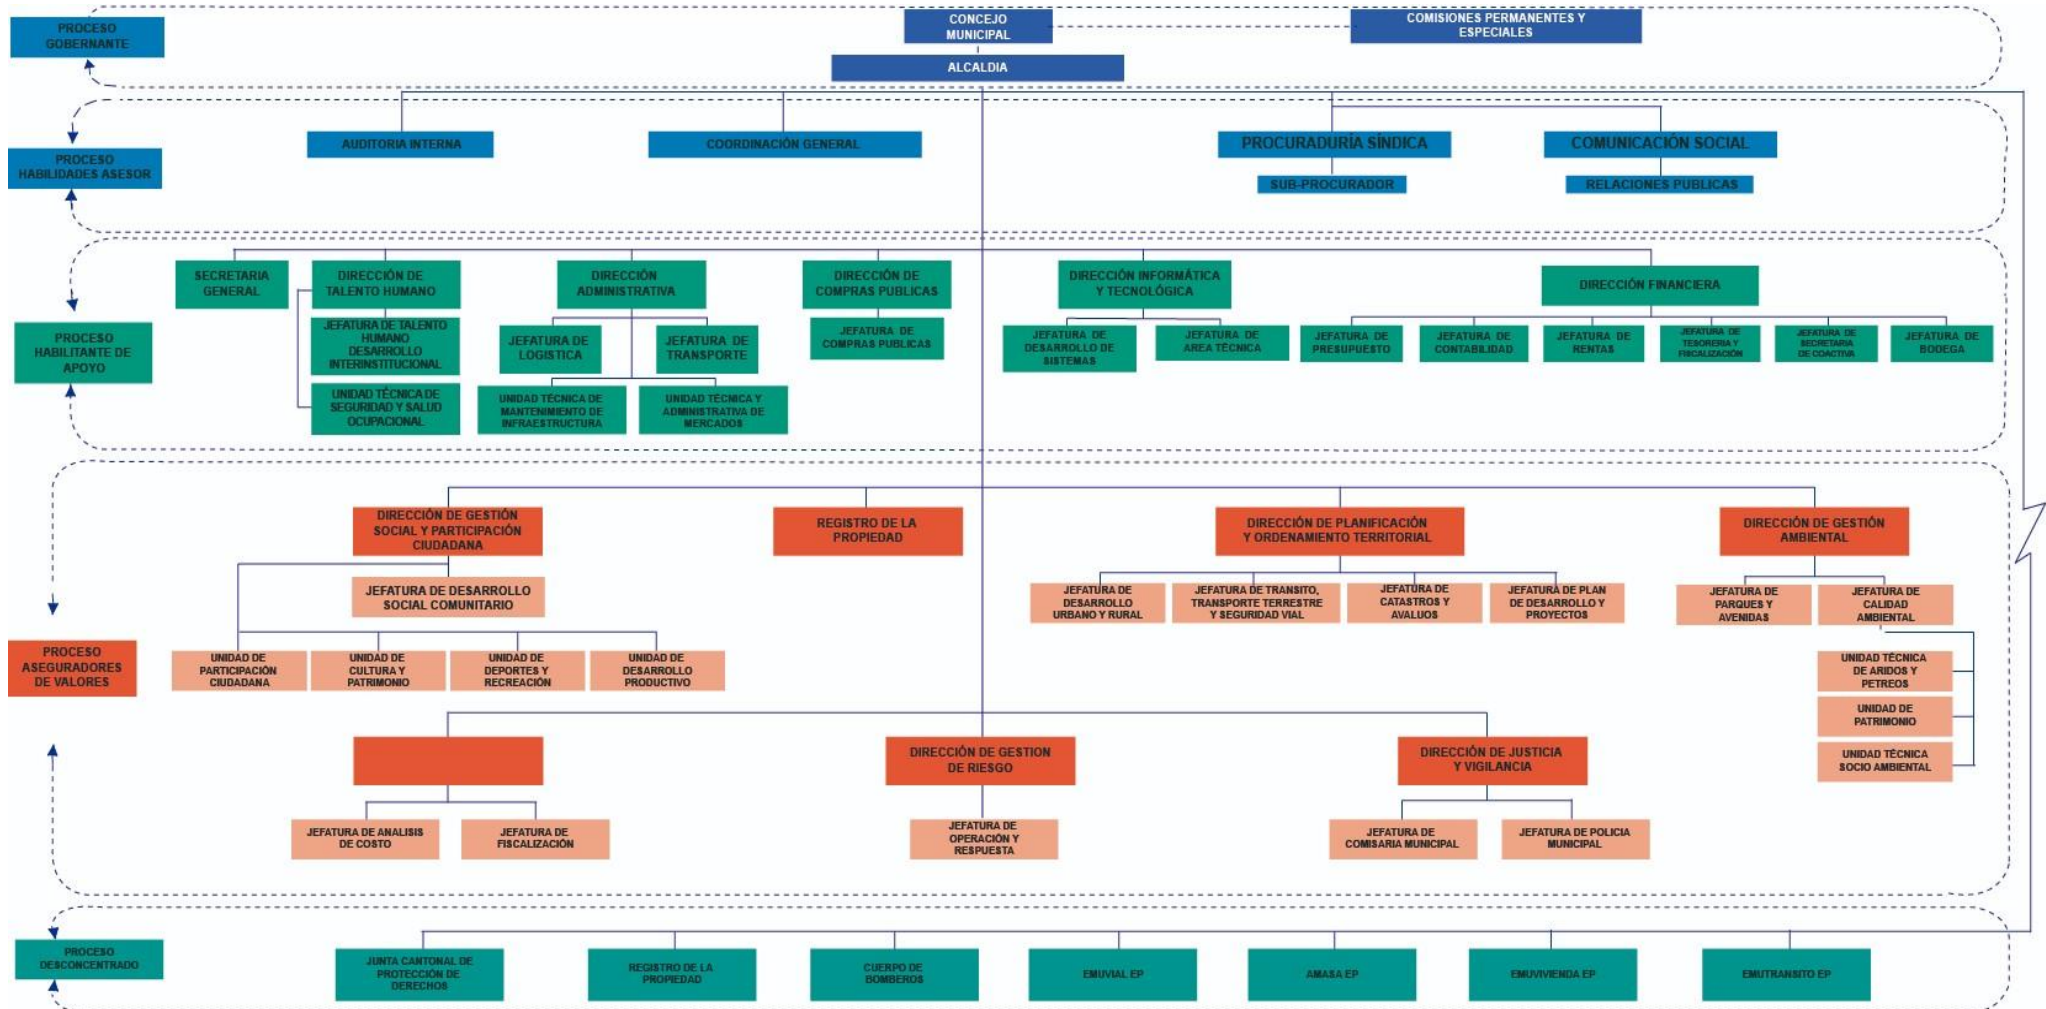 PROCESO
GOBERNANTE
CONCEJO
MUNICIPAL
COMISIONES PERMANENTES Y
ESPECIALES
ALCALDIA
PROCESO
HABILIDADES ASESOR
AUDITORIA INTERNA
COORDINACIÓN GENERAL
PROCURADURÍA SÍNDICA
COMUNICACIÓN SOCIAL
SUB-PROCURADOR
RELACIONES PUBLICAS
PROCESO
HABILITANTE DE
APOYO
SECRETARIA
GENERAL
DIRECCIÓN DE
TALENTO HUMANO
DIRECCIÓN
ADMINISTRATIVA
DIRECCIÓN DE
COMPRAS PUBLICAS
DIRECCIÓN INFORMÁTICA
Y TECNOLÓGICA
DIRECCIÓN FINANCIERA
JEFATURA DE TALENTO
HUMANO
DESARROLLO
INTERINSTITUCIONAL
JEFATURA DE
LOGISTICA
JEFATURA DE
TRANSPORTE
JEFATURA DE
COMPRAS PUBLICAS
JEFATURA DE
DESARROLLO DE
SISTEMAS
JEFATURA DE
AREA TÉCNICA
JEFATURA DE
PRESUPUESTO
JEFATURA DE
CONTABILIDAD
JEFATURA DE
RENTAS
JEFATURA DE
TESORERIA Y
FISCALIZACIÓN
JEFATURA DE
SECRETARIA
DE COACTIVA
JEFATURA DE
BODEGA
UNIDAD TÉCNICA DE
SEGURIDAD Y SALUD
OCUPACIONAL
UNIDAD TÉCNICA DE
MANTENIMIENTO DE
INFRAESTRUCTURA
UNIDAD TÉCNICA Y
ADMINISTRATIVA DE
MERCADOS
PROCESO
ASEGURADORES
DE VALORES
DIRECCIÓN DE GESTIÓN
SOCIAL Y PARTICIPACIÓN
CIUDADANA
REGISTRO DE LA
PROPIEDAD
DIRECCIÓN DE PLANIFICACIÓN
Y ORDENAMIENTO TERRITORIAL
DIRECCIÓN DE GESTIÓN
AMBIENTAL
JEFATURA DE DESARROLLO
SOCIAL COMUNITARIO
JEFATURA DE
DESARROLLO
URBANO Y RURAL
JEFATURA DE TRANSITO,
TRANSPORTE TERRESTRE
Y SEGURIDAD VIAL
JEFATURA DE
CATASTROS Y
AVALUOS
JEFATURA DE PLAN
DE DESARROLLO Y
PROYECTOS
JEFATURA DE
PARQUES Y
AVENIDAS
JEFATURA DE
CALIDAD
AMBIENTAL
UNIDAD DE
PARTICIPACIÓN
CIUDADANA
UNIDAD DE
CULTURA Y
PATRIMONIO
UNIDAD DE
DEPORTES Y
RECREACIÓN
UNIDAD DE
DESARROLLO
PRODUCTIVO
UNIDAD TÉCNICA
DE ARIDOS Y
PETREOS
UNIDAD DE
PATRIMONIO
UNIDAD TÉCNICA
SOCIO AMBIENTAL
DIRECCIÓN DE GESTION
DE RIESGO
DIRECCIÓN DE JUSTICIA
Y VIGILANCIA
JEFATURA DE ANALISIS
DE COSTO
JEFATURA DE
FISCALIZACIÓN
JEFATURA DE
OPERACIÓN Y
RESPUESTA
JEFATURA DE
COMISARIA MUNICIPAL
JEFATURA DE POLICIA
MUNICIPAL
PROCESO
DESCONCENTRADO
JUNTA CANTONAL DE
PROTECCIÓN DE
DERECHOS
REGISTRO DE LA
PROPIEDAD
CUERPO DE
BOMBEROS
EMUVIAL EP
AMASA EP
EMUVIVIENDA EP
EMUTRANSITO EP